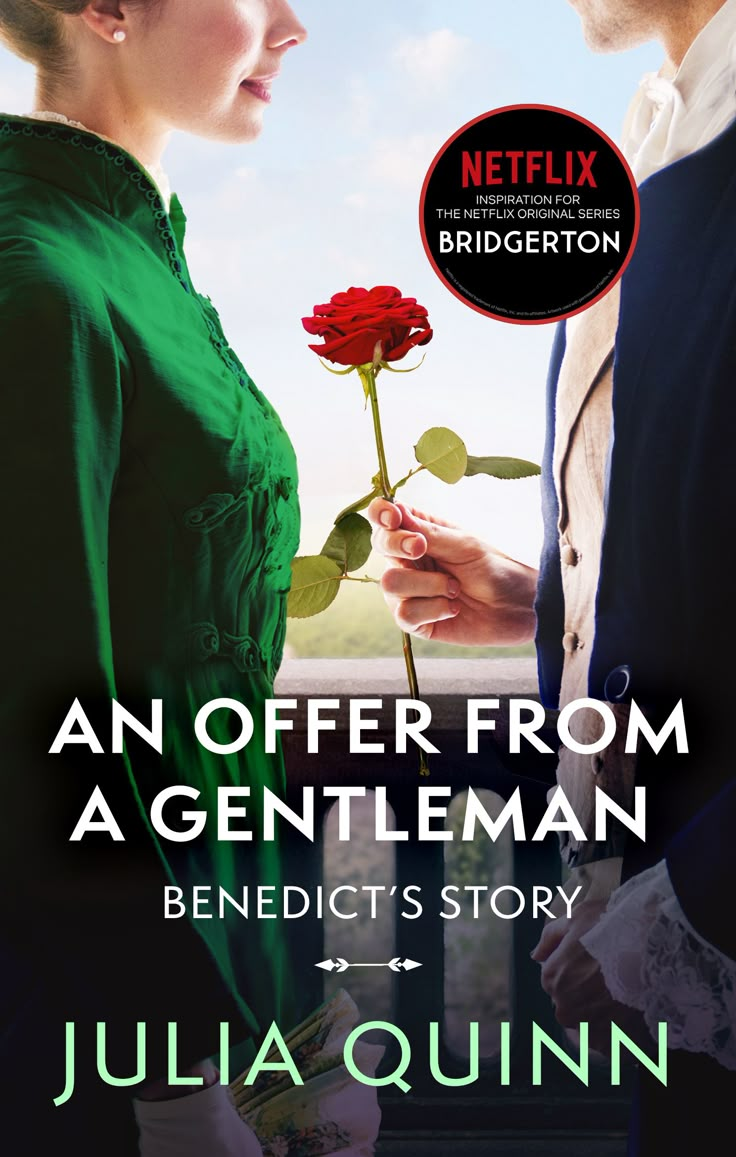 NETFLIX
INSPIRATION FOR
THE NETFLIX ORIGINAL SERIES
BRIDGERTON
AN OFFER FROM
A GENTLEMAN
BENEDICT'S STORY
JULIA QUINN